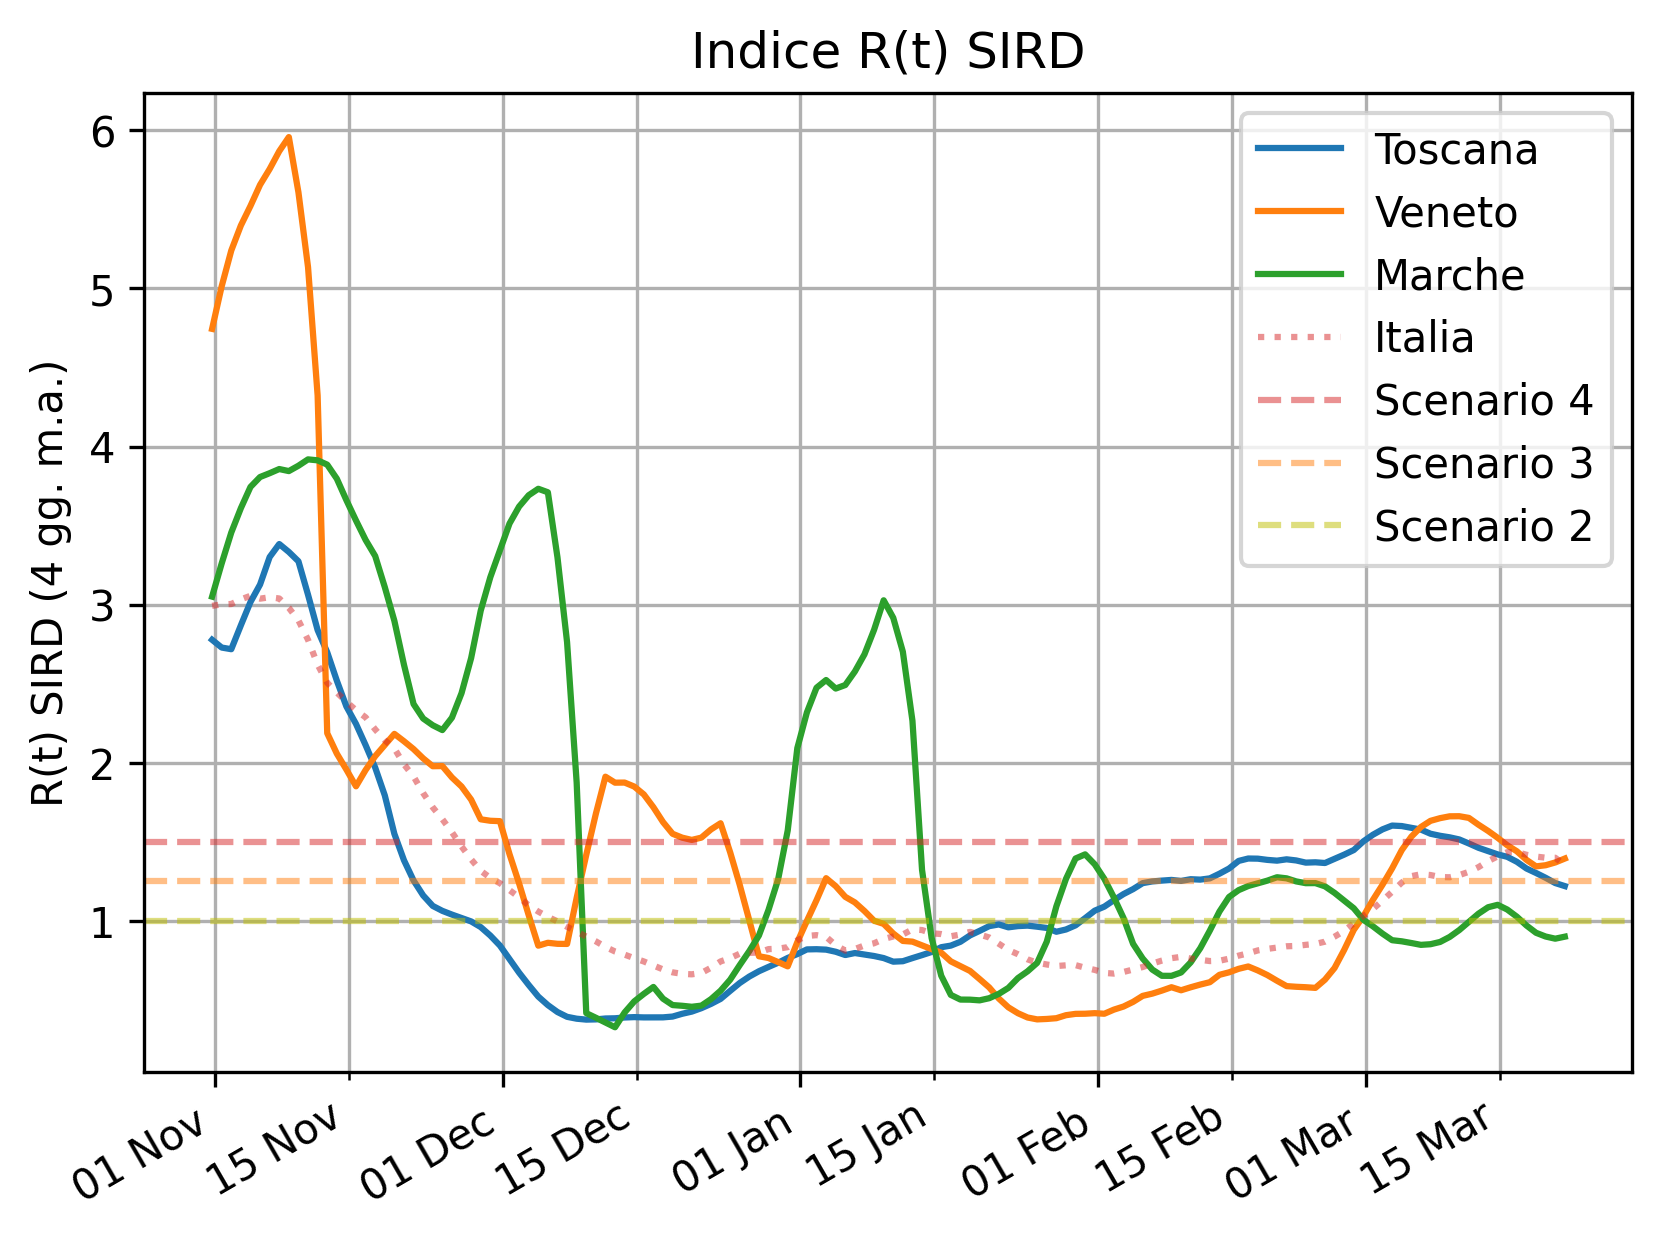 Indice R(t) SIRD
R(t) SIRD (4 gg. m.a.)
6
5
4
3
2
1
Toscana
Veneto
Marche
Italia
Scenario 4
Scenario 3
Scenario 2
01 Nov
15 Nov
01 Dec
15 Dec
01 Jan
15 Jan
01 Feb
15 Feb
01 Mar
15 Mar